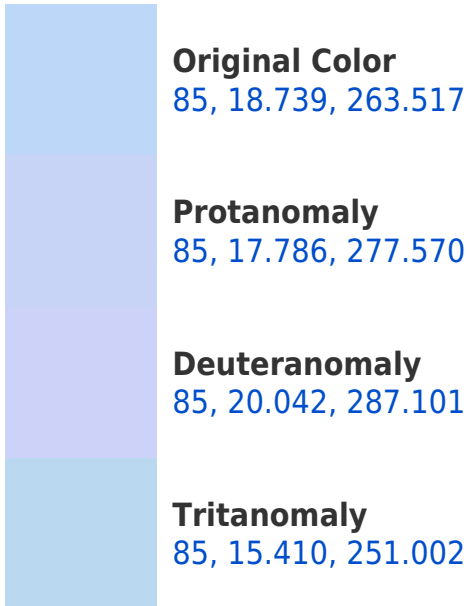 Original Color
85, 18.739, 263.517
Protanomaly
85, 17.786, 277.570
Deuteranomaly
85, 20.042, 287.101
Tritanomaly
85, 15.410, 251.002